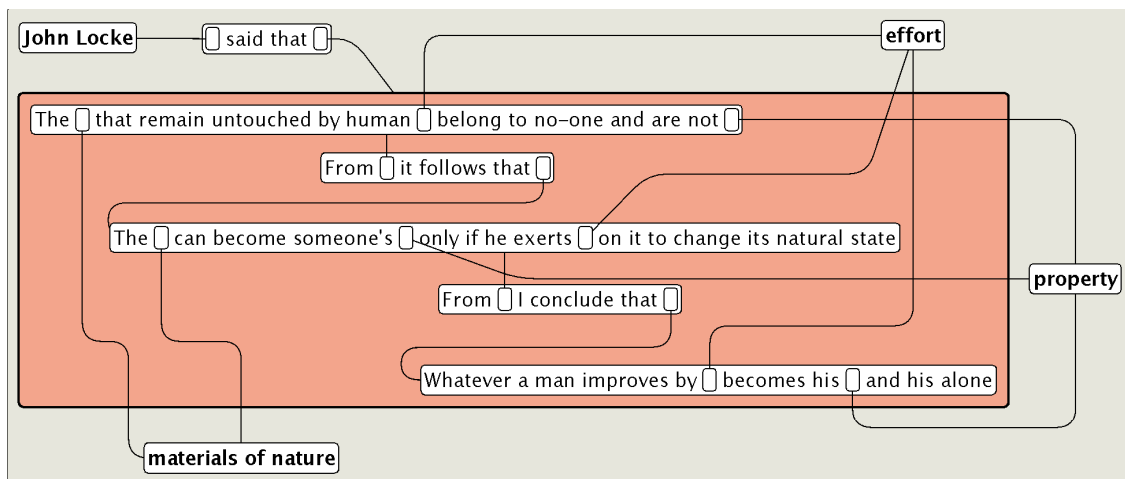 John Locke
said that
effort
The that remain untouched by human belong to no-one and are not
From it follows that
The can become someone's only if he exerts on it to change its natural state
property
From I conclude that
Whatever a man improves by becomes his and his alone
materials of nature